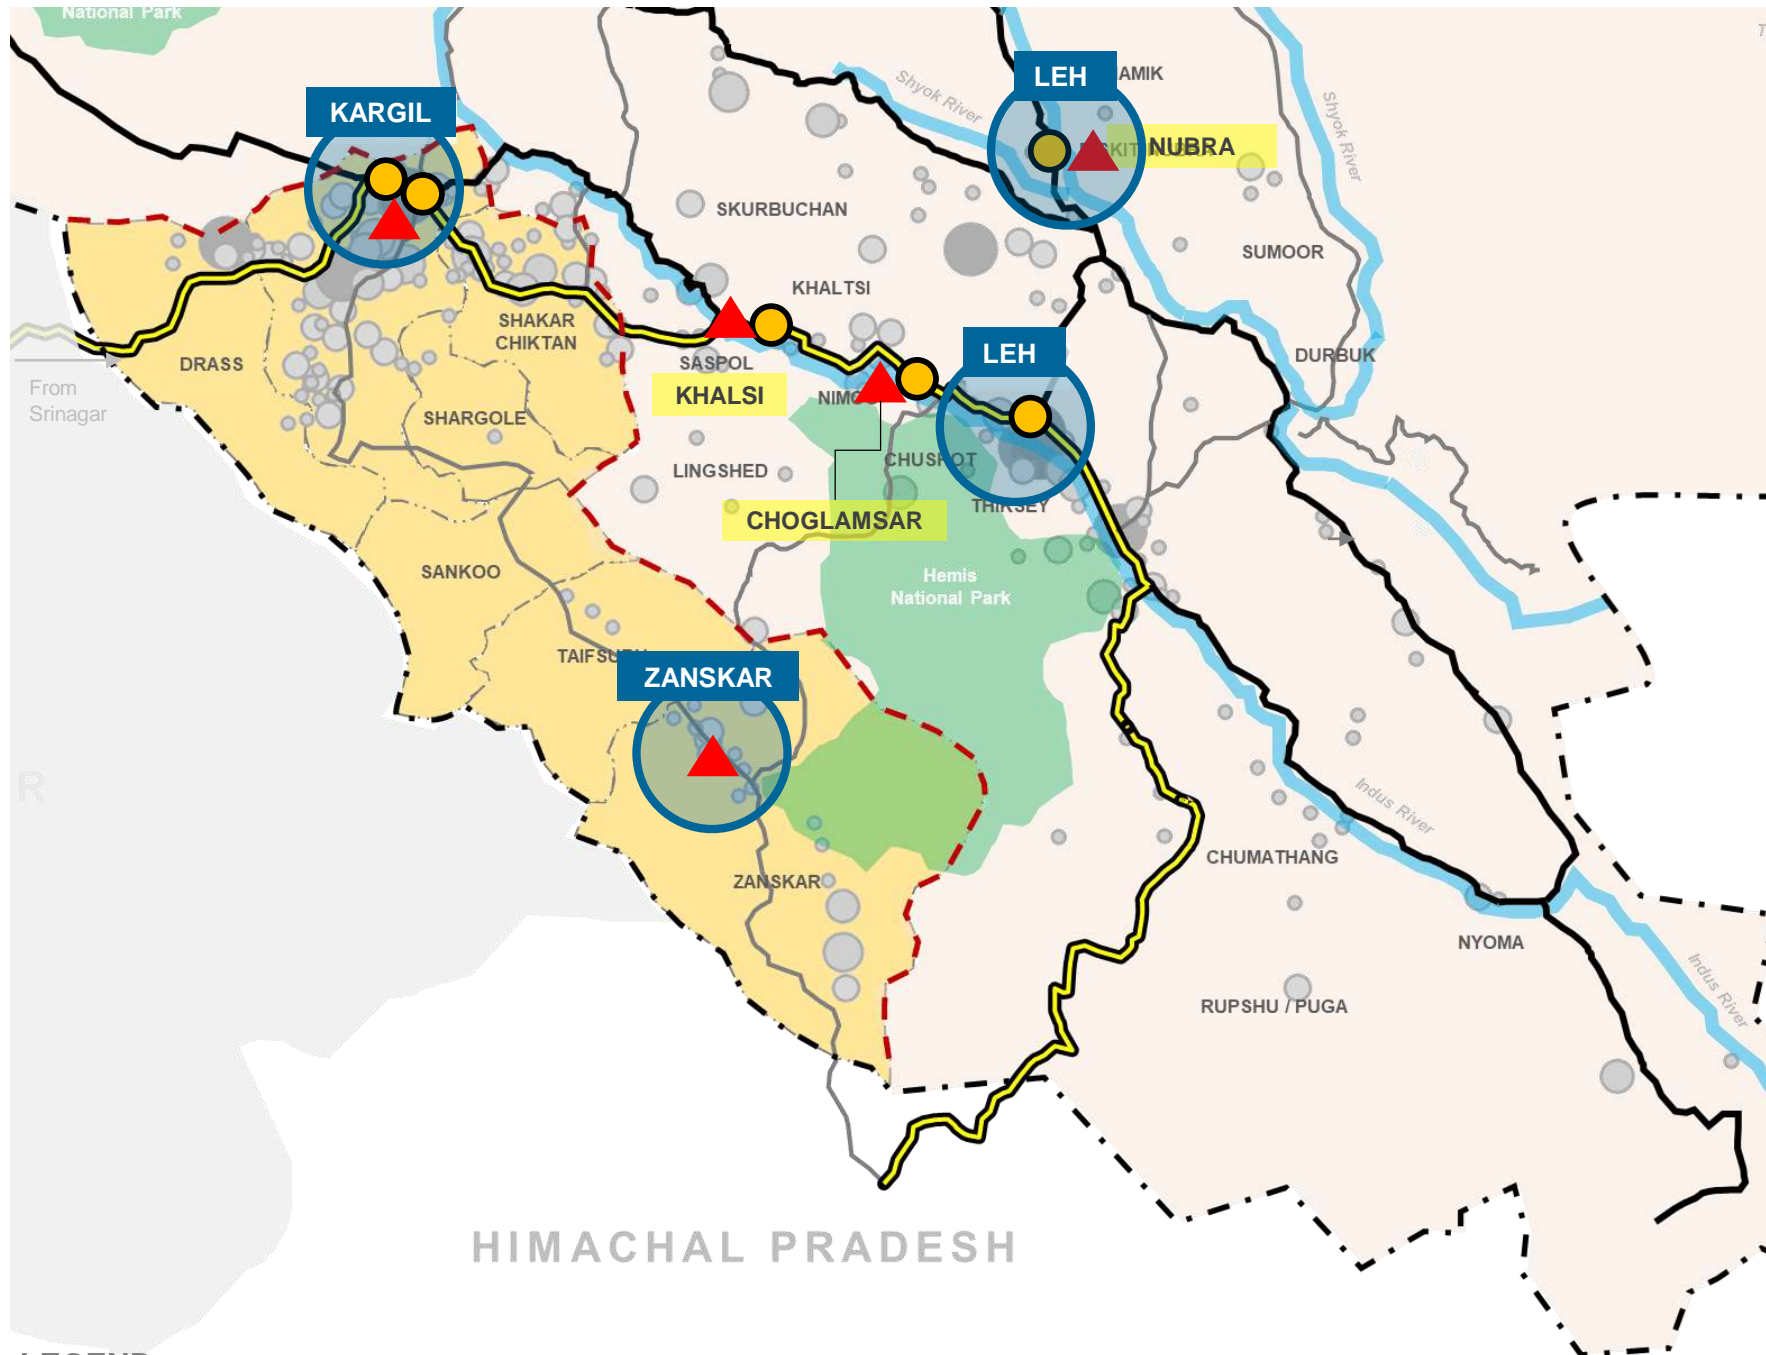 National Park
KARGIL
LEH
AMIK
Shyok River
Shyok River
NUBRA
SKURBUCHAN
SUMOOR
KHALTSI
SHAKAR
CHIKTAN
DRASS
SASPOL
LEH
DURBUK
From
Srinagar
KHALSI
SHARGOLE
CHUSHOT
LINGSHED
THIKSEY
CHOGLAMSAR
SANKOO
Hemis
National Park
ZANSKAR
R
Indus River
CHUMATHANG
ZANSKAR
NYOMA
Indus River
RUPSHU / PUGA
HIMACHAL PRADESH